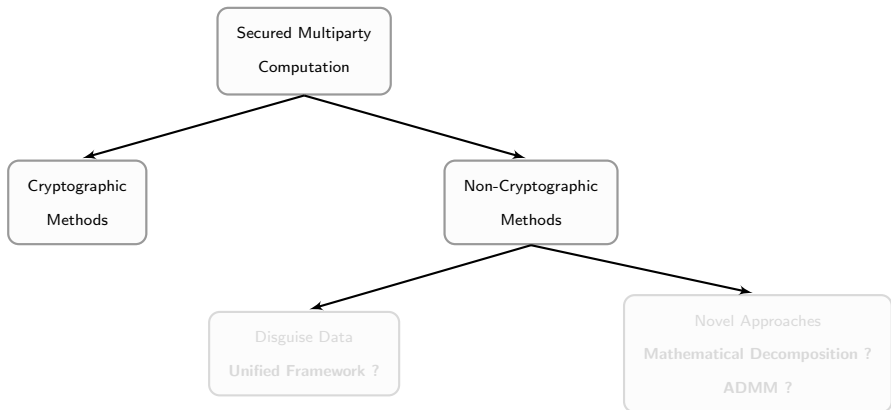 Secured Multiparty
Computation
Cryptographic
Methods
Non-Cryptographic
Methods
Disguise Data
Unified Framework ?
Novel Approaches
Mathematical Decomposition ?
ADMM ?